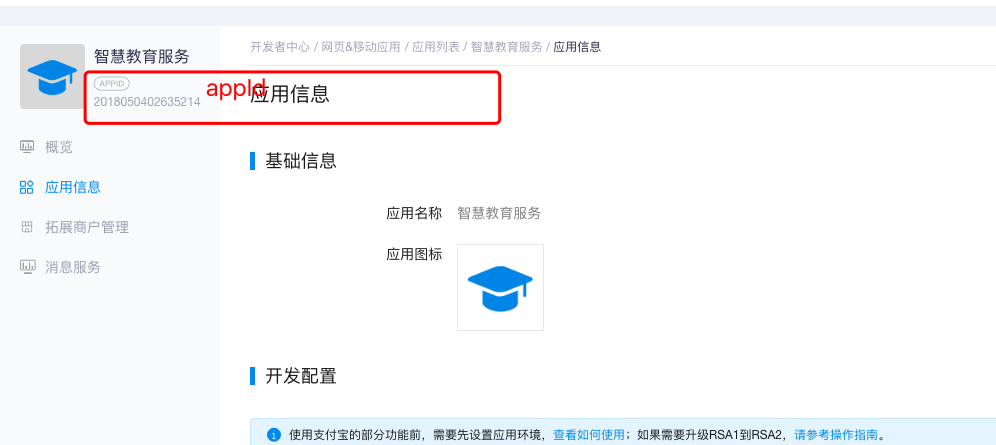 智慧教育服务
APPID
2018050402635214
appId
概览
应用信息
拓展商户管理
消息服务
开发者中心 / 网页&移动应用 / 应用列表 / 智慧教育服务 / 应用信息
应用信息
基础信息
应用名称 智慧教育服务
应用图标
开发配置
使用支付宝的部分功能前，需要先设置应用环境，查看如何使用；如果需要升级RSA1到RSA2，请参考操作指南。